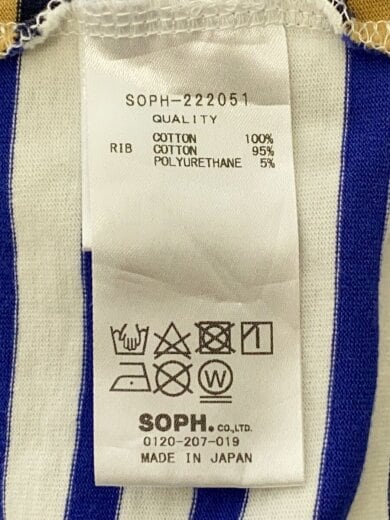 SOPH-222051
QUALITY
COTTON 100%
RIB COTTON 95%
POLYURETHANE 5%
W
SOPH. CO.,LTD.
0120-207-019
MADE IN JAPAN